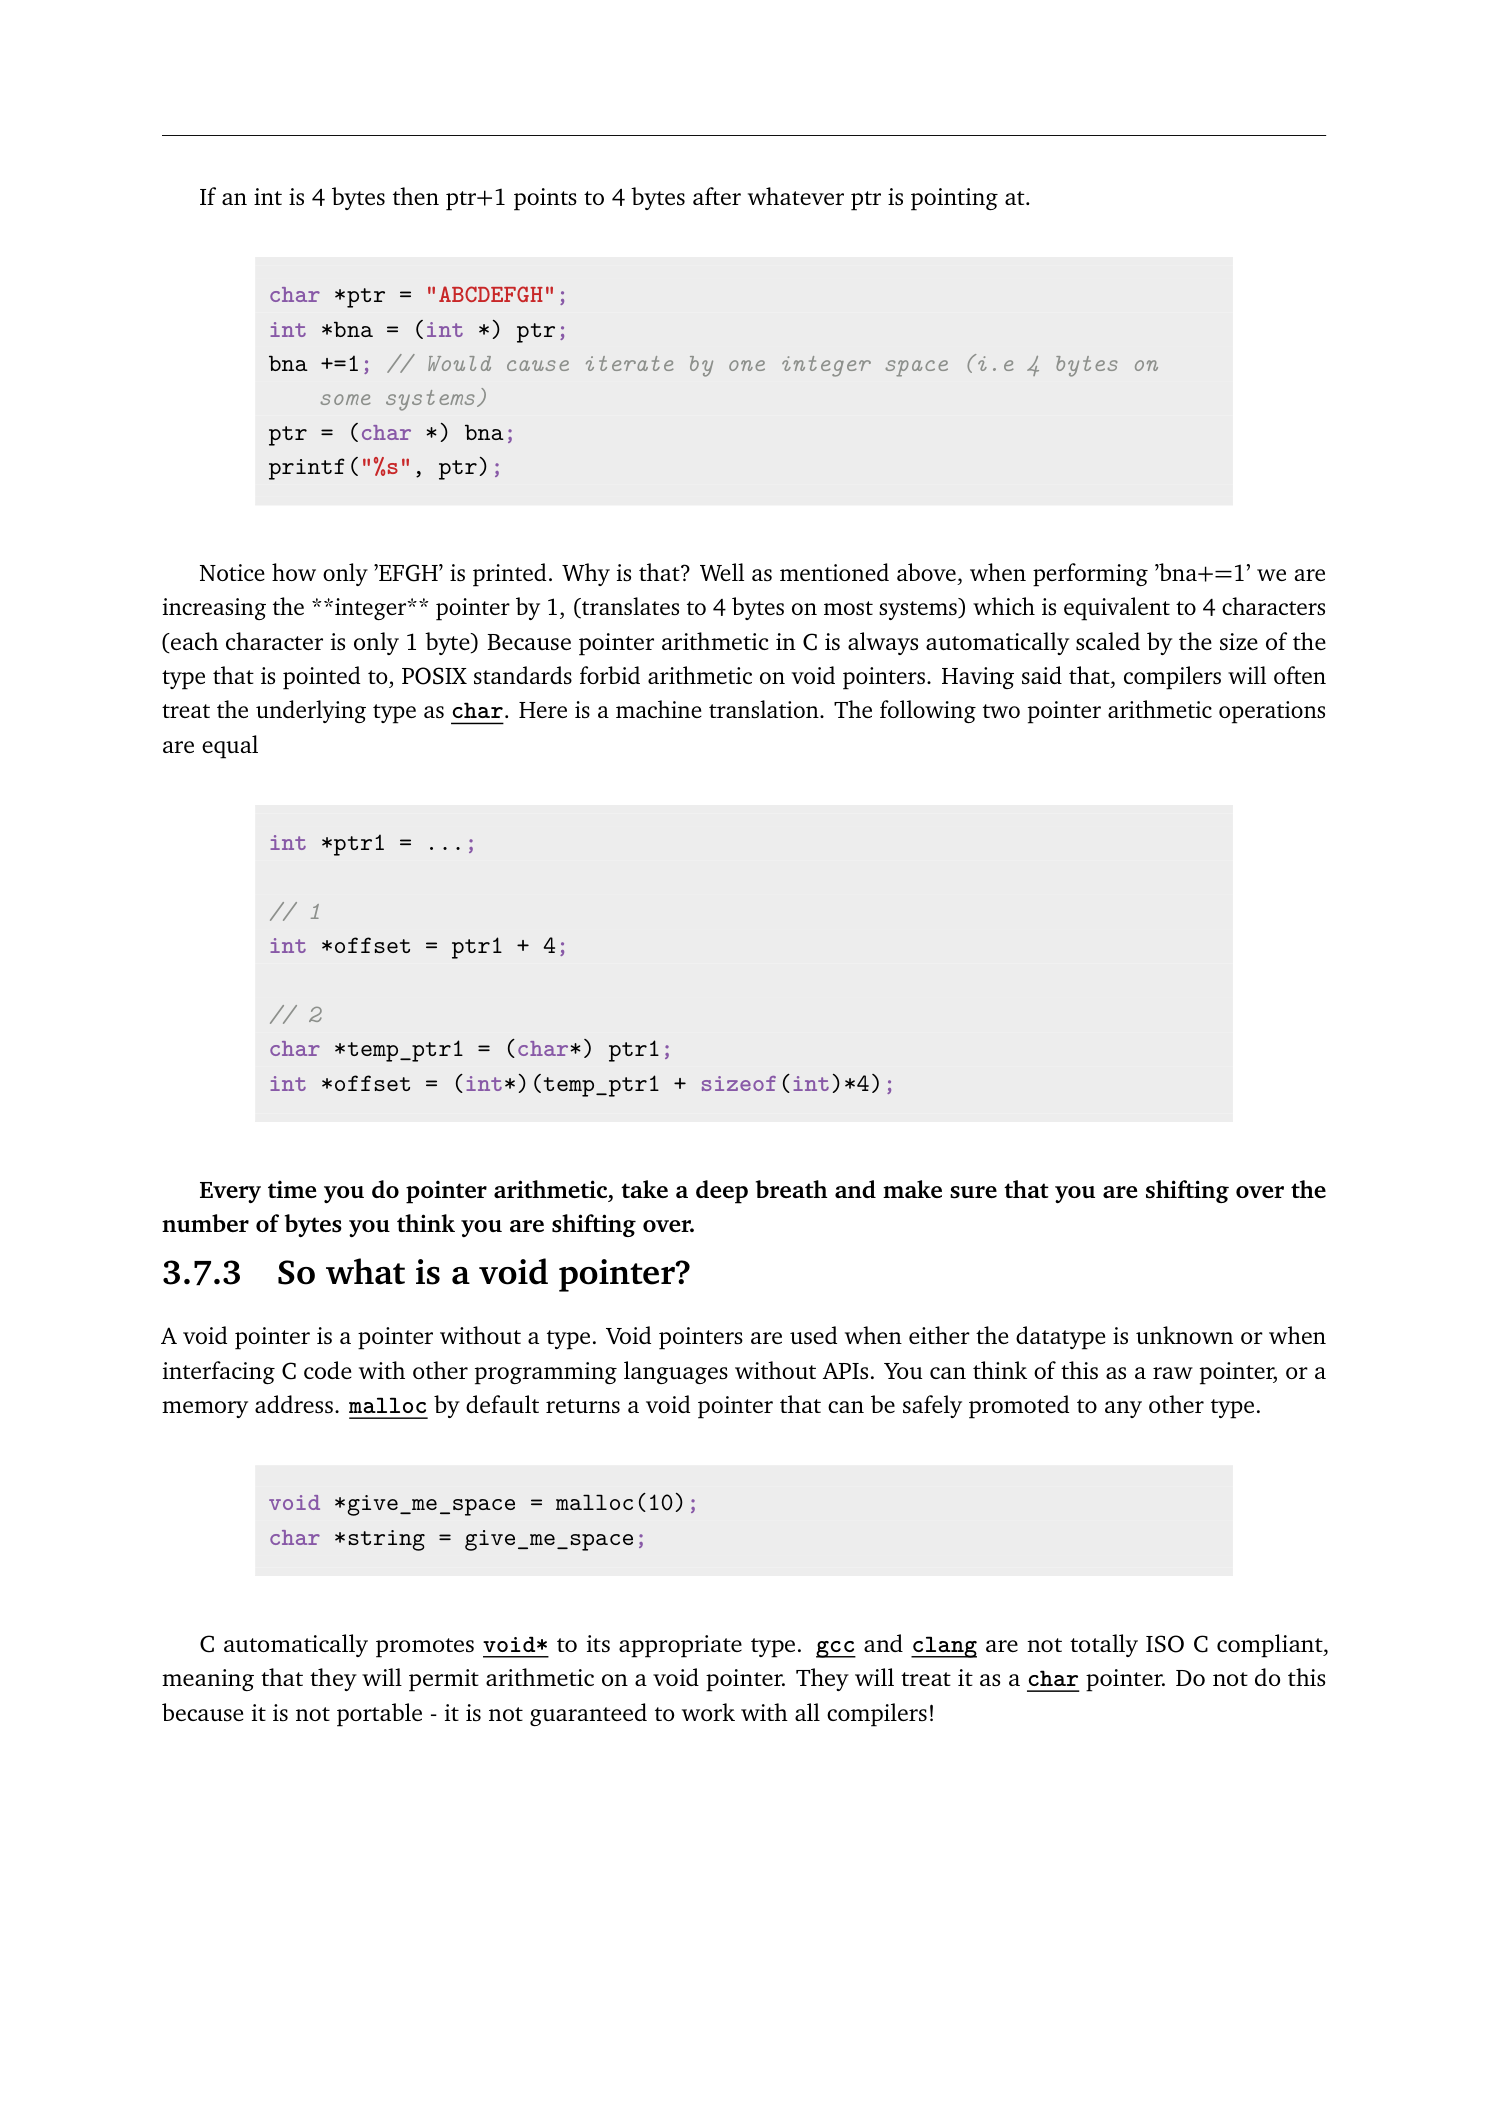 If an int is 4 bytes then ptr+1 points to 4 bytes after whatever ptr is pointing at.
char *ptr = "ABCDEFGH";
int *bna = (int *) ptr;
bna +=1; // Would cause iterate by one integer space (i.e 4 bytes on
some systems)
ptr = (char *) bna;
printf("%s", ptr);
Notice how only ’EFGH’ is printed. Why is that? Well as mentioned above, when performing ’bna+=1’ we are
increasing the **integer** pointer by 1, (translates to 4 bytes on most systems) which is equivalent to 4 characters
(each character is only 1 byte) Because pointer arithmetic in C is always automatically scaled by the size of the
type that is pointed to, POSIX standards forbid arithmetic on void pointers. Having said that, compilers will often
treat the underlying type as char. Here is a machine translation. The following two pointer arithmetic operations
are equal
int *ptr1 = ...;
// 1
int *offset = ptr1 + 4;
// 2
char *temp_ptr1 = (char*) ptr1;
int *offset = (int*)(temp_ptr1 + sizeof(int)*4);
Every time you do pointer arithmetic, take a deep breath and make sure that you are shifting over the
number of bytes you think you are shifting over.
3.7.3 So what is a void pointer?
A void pointer is a pointer without a type. Void pointers are used when either the datatype is unknown or when
interfacing C code with other programming languages without APIs. You can think of this as a raw pointer, or a
memory address. malloc by default returns a void pointer that can be safely promoted to any other type.
void *give_me_space = malloc(10);
char *string = give_me_space;
C automatically promotes void* to its appropriate type. gcc and clang are not totally ISO C compliant,
meaning that they will permit arithmetic on a void pointer. They will treat it as a char pointer. Do not do this
because it is not portable - it is not guaranteed to work with all compilers!